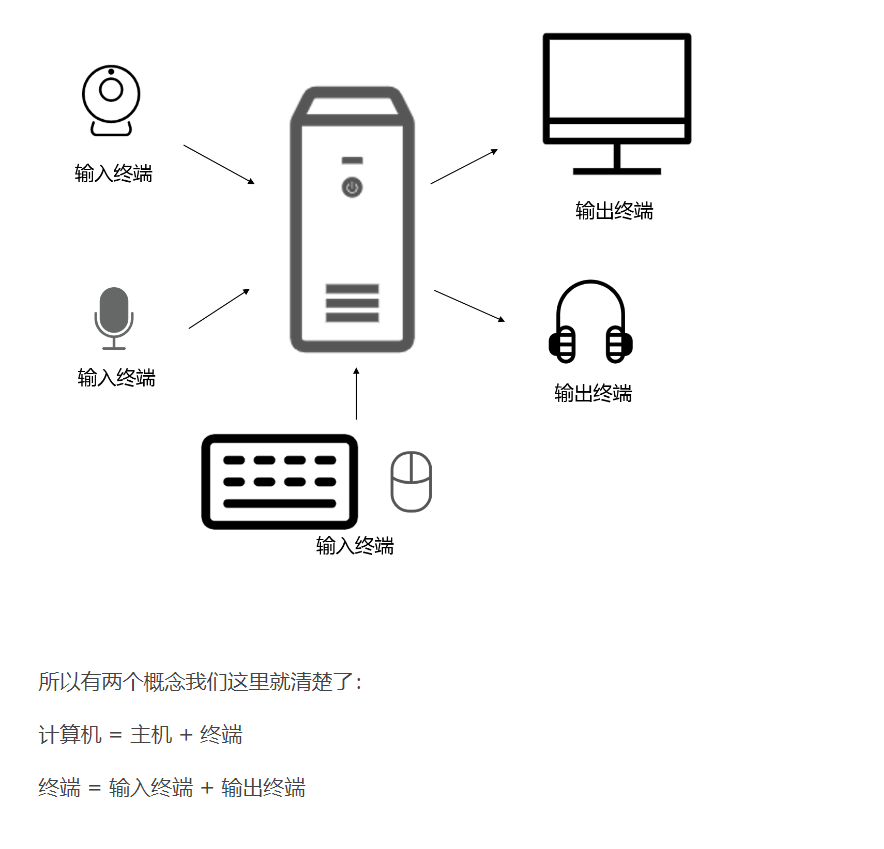 输入终端
输出终端
输入终端
输出终端
输入终端
所以有两个概念我们这里就清楚了：
计算机 = 主机 + 终端
终端 = 输入终端 + 输出终端